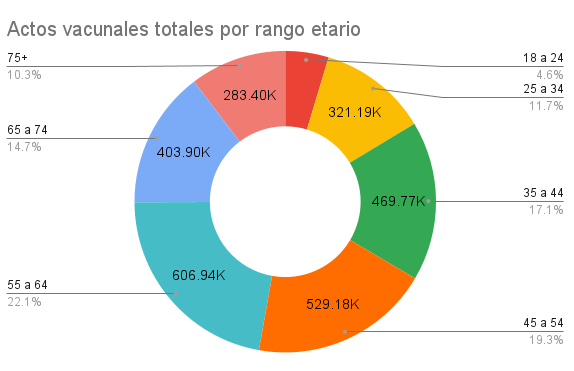 Actos vacunales totales por rango etario
75+
10.3%
18 a 24
4.6%
25 a 34
11.7%
283.40K
321.19K
65 a 74
14.7%
403.90K
469.77K
35 a 44
17.1%
606.94K
55 a 64
22.1%
529.18K
45 a 54
19.3%